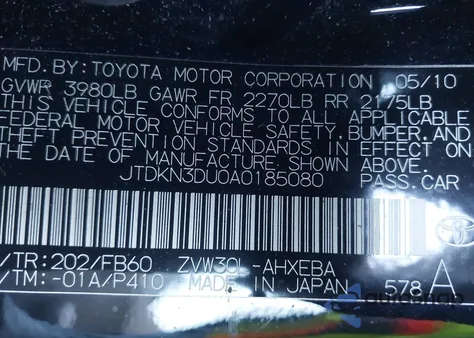 MFD. BY: TOYOTA MOTOR CORPORATION 05/10
GVWR 3980LB GAWR FR 2270LB RR 2175LB
THIS VEHICLE CONFORMS TO ALL APPLICABLE
FEDERAL MOTOR VEHICLE SAFETY, BUMPER, AND
THEFT PREVENTION STANDARDS IN EFFECT ON
THE DATE OF MANUFACTURE SHOWN ABOVE.
JTDKN3DU0A0185080 PASS. CAR
/TR: 202/FB60 ZVW30L-AHXEBA
/TM: -01A/P410 MADE IN JAPAN 578 A